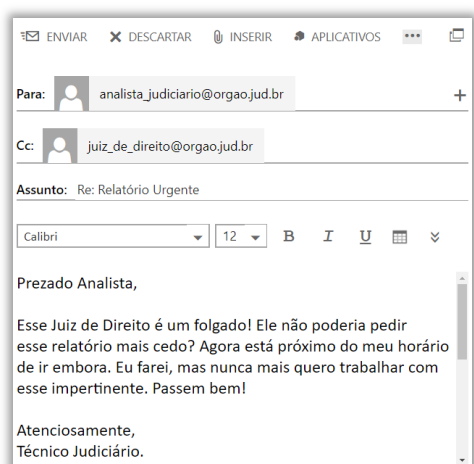 ENVIAR DESCARTAR INSERIR APLICATIVOS
Para: analista_judiciario@orgao.jud.br
Cc: juiz_de_direito@orgao.jud.br
Assunto: Re: Relatório Urgente
Calibri 12 B I U
Prezado Analista,
Esse Juiz de Direito é um folgado! Ele não poderia pedir
esse relatório mais cedo? Agora está próximo do meu horário
de ir embora. Eu farei, mas nunca mais quero trabalhar com
esse impertinente. Passem bem!
Atenciosamente,
Técnico Judiciário.